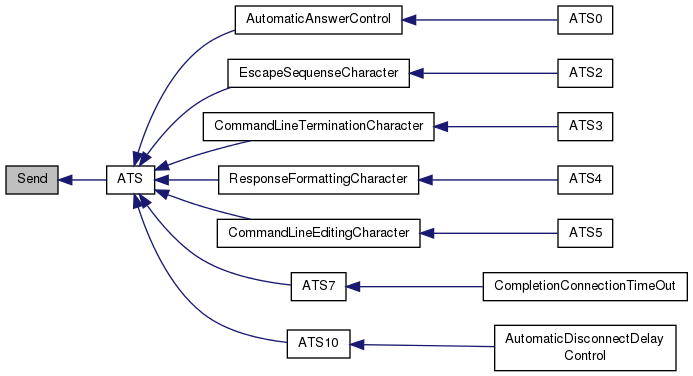 AutomaticAnswerControl
ATS0
EscapeSequenseCharacter
ATS2
CommandLineTerminationCharacter
ATS3
Send
ATS
ResponseFormattingCharacter
ATS4
CommandLineEditingCharacter
ATS5
ATS7
CompletionConnectionTimeOut
ATS10
AutomaticDisconnectDelay
Control